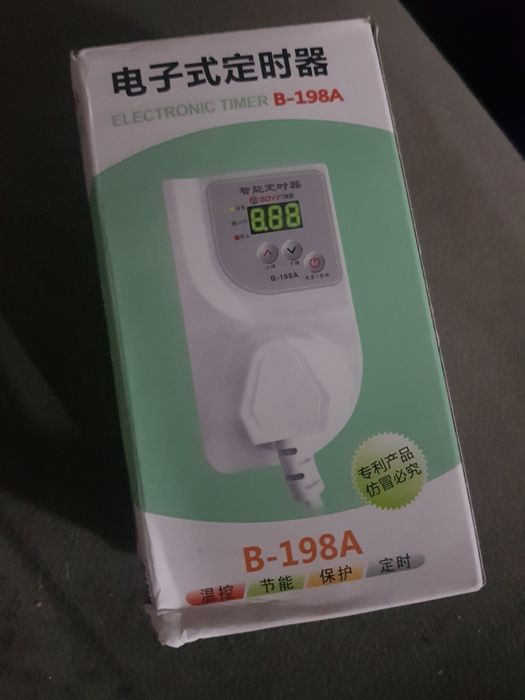 电子式定时器
ELECTRONIC TIMER B-198A
智能定时器
BOYIN
8.88
B-198A
专利产品
仿冒必究
B-198A
温控 节能 保护 定时